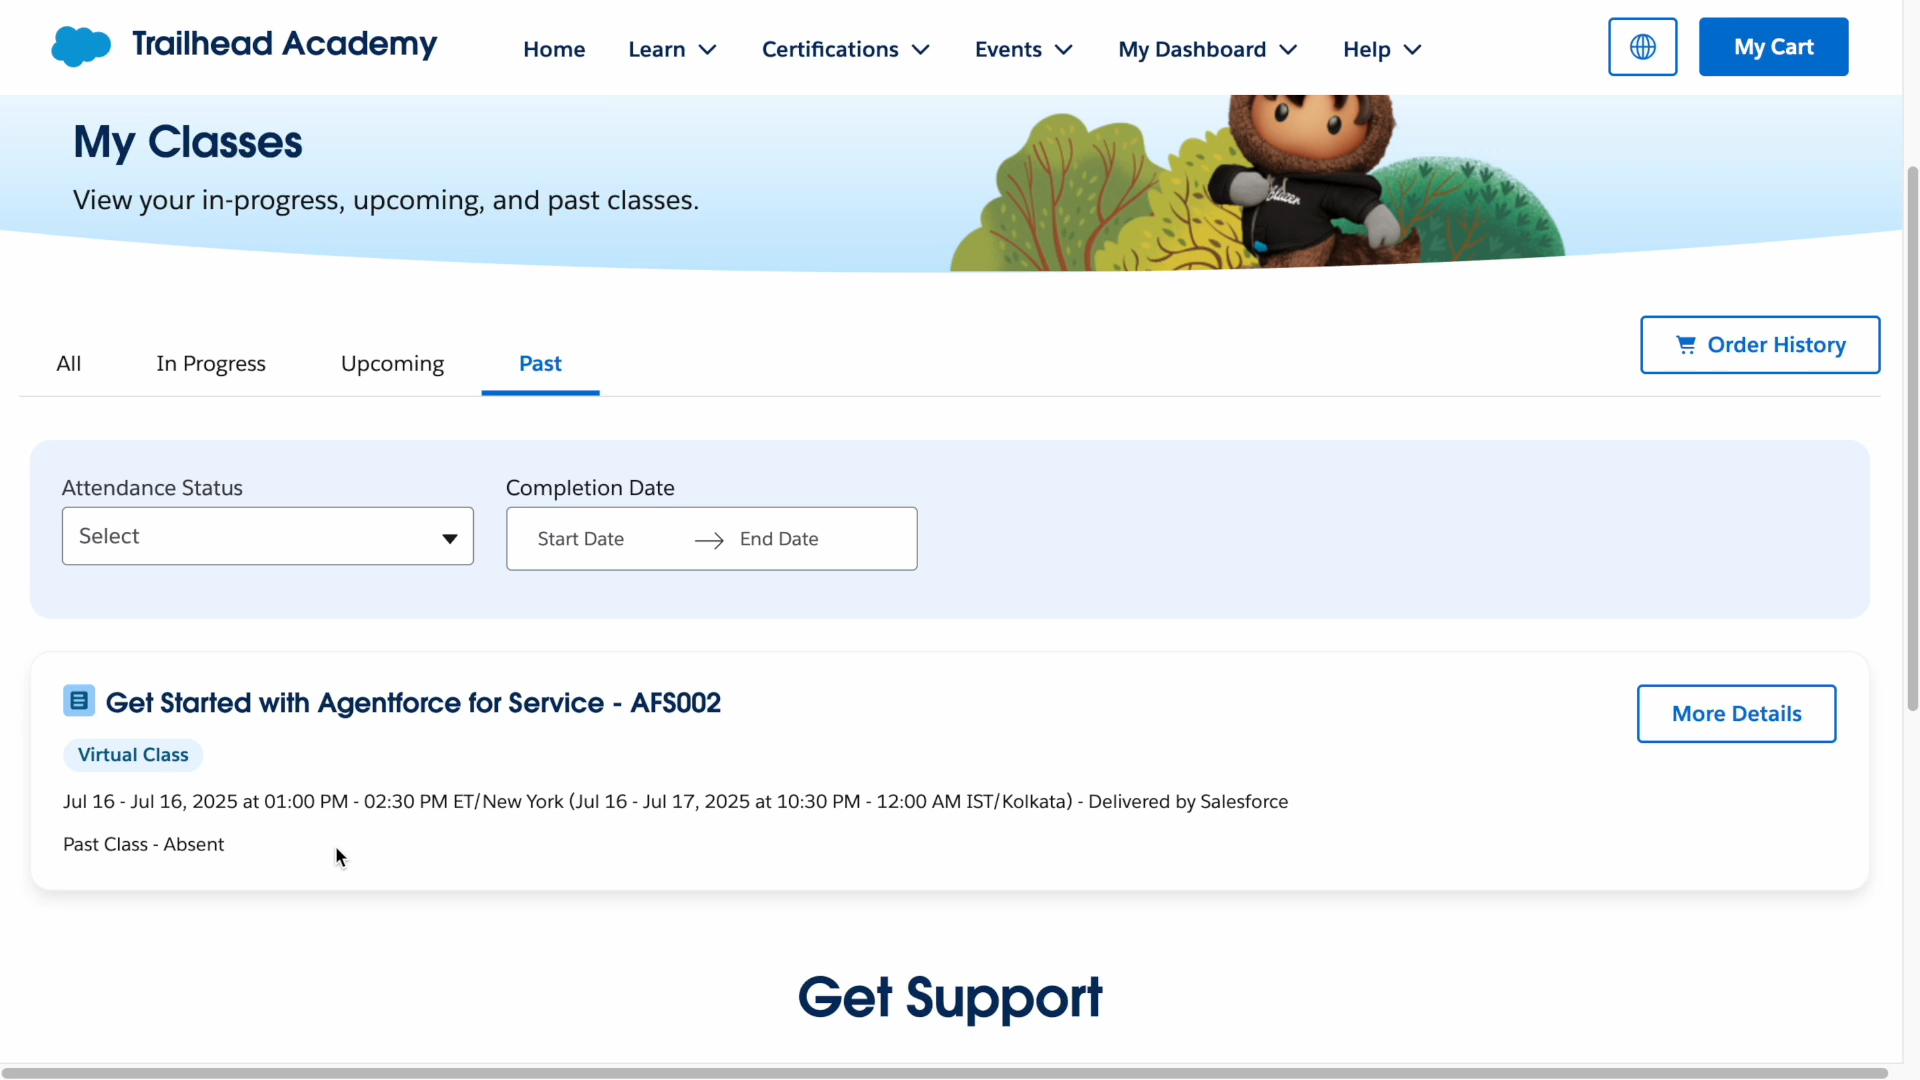 Trailhead Academy
Home
Learn
Certifications
Events
My Dashboard
Help
My Cart
My Classes
View your in-progress, upcoming, and past classes.
All
In Progress
Upcoming
Past
Order History
Attendance Status
Completion Date
Select
Start Date
End Date
Get Started with Agentforce for Service - AFS002
More Details
Virtual Class
Jul 16 - Jul 16, 2025 at 01:00 PM - 02:30 PM ET/New York (Jul 16 - Jul 17, 2025 at 10:30 PM - 12:00 AM IST/Kolkata) - Delivered by Salesforce
Past Class - Absent
Get Support